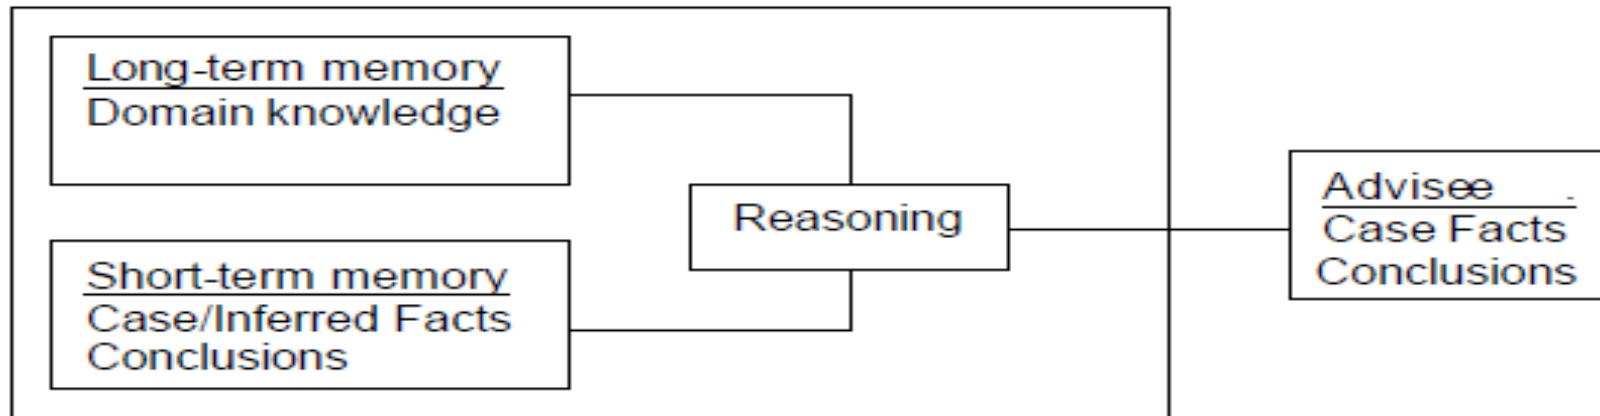 Long-term memory
Domain knowledge
Short-term memory
Case/Inferred Facts
Conclusions
Reasoning
Advisee .
Case Facts
Conclusions